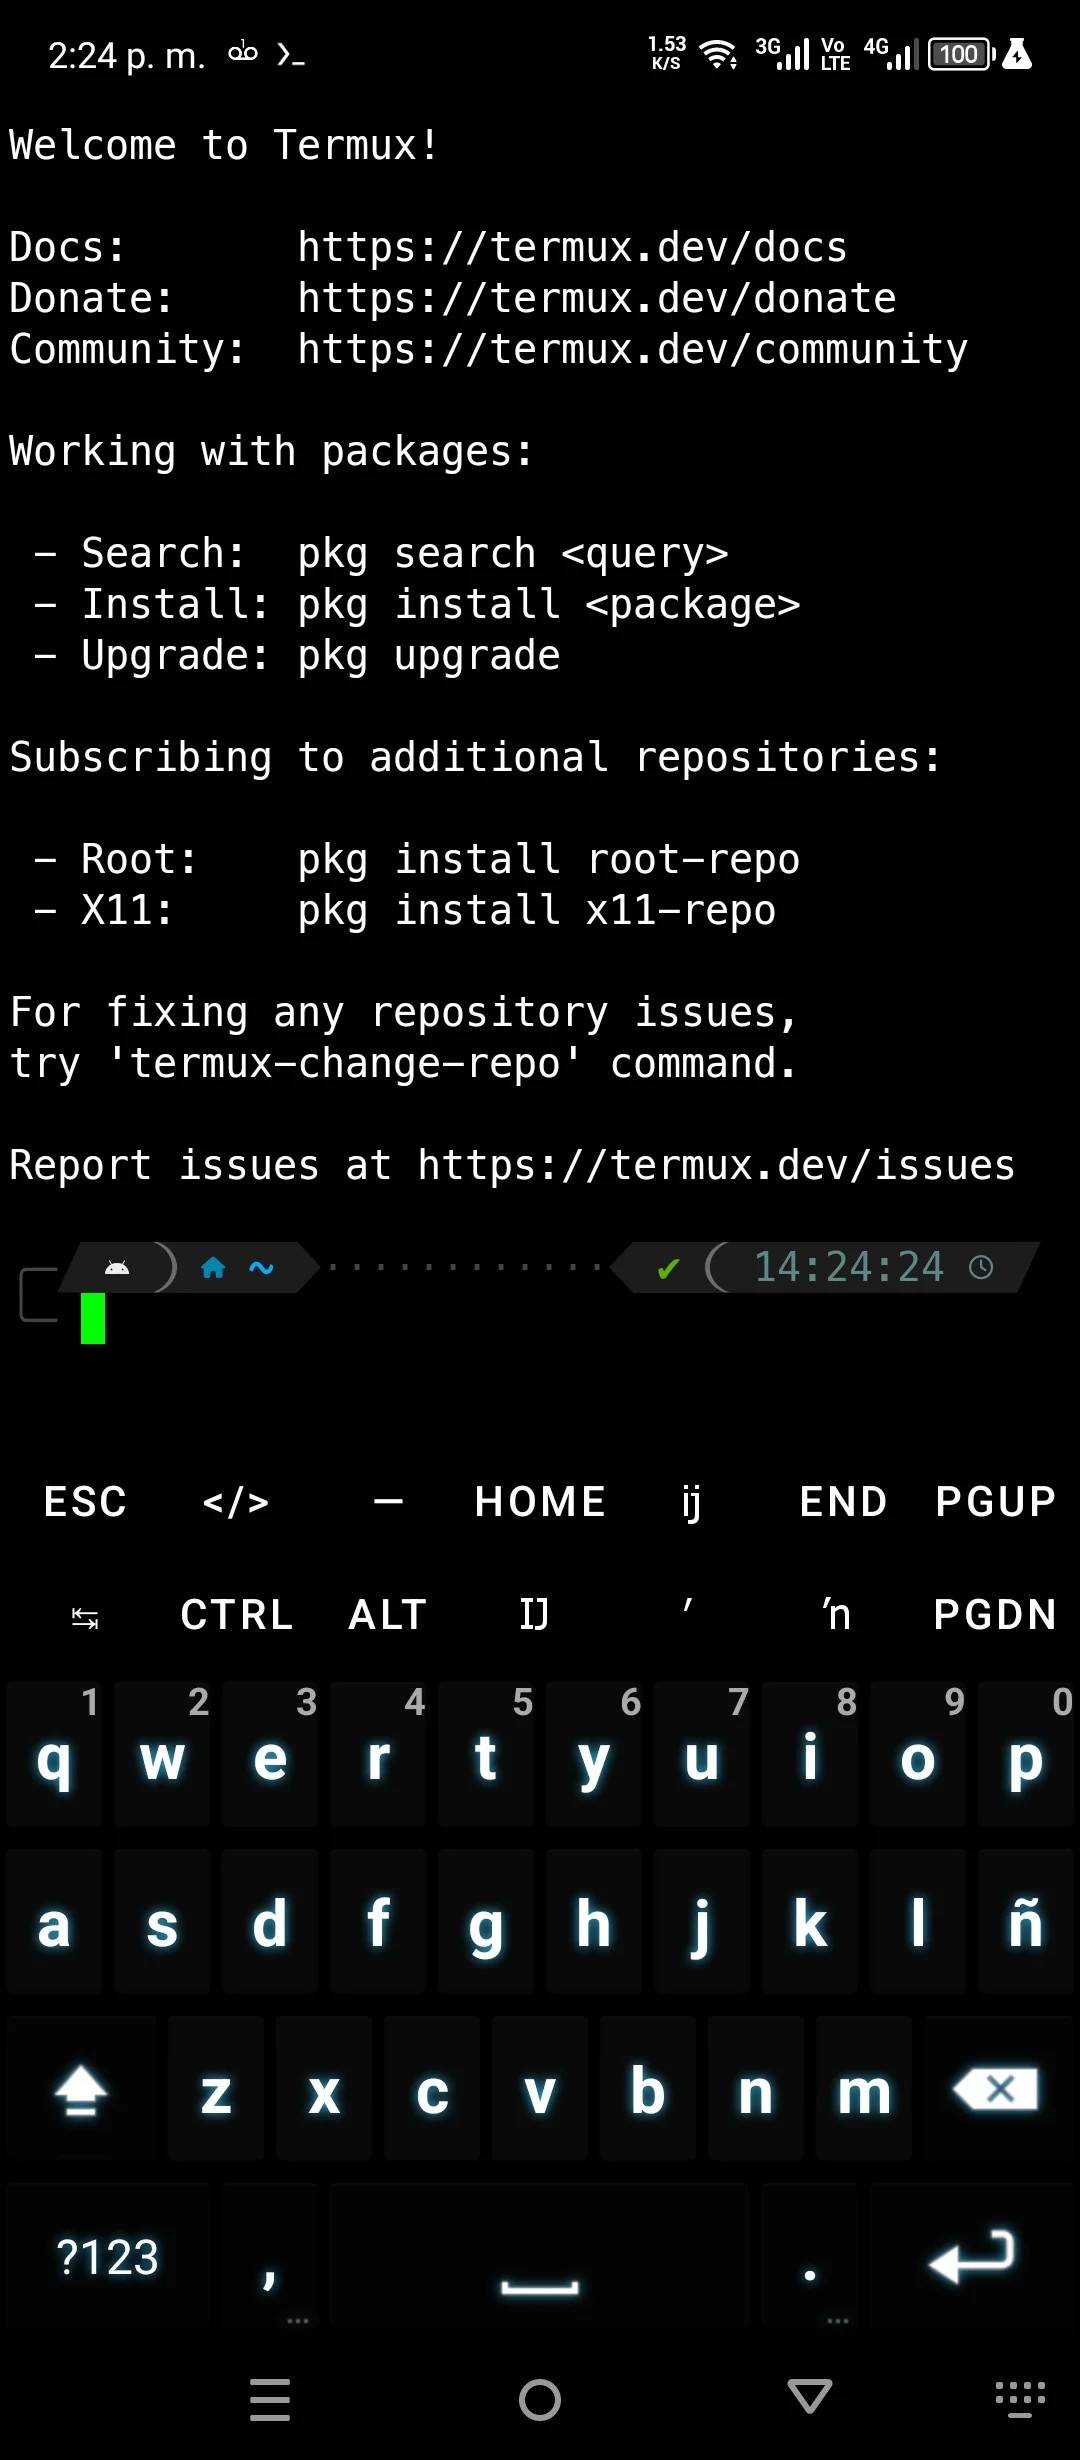 2:24 p. m.
1.53 K/S 3G Vo LTE 4G 100
Welcome to Termux!
Docs: https://termux.dev/docs
Donate: https://termux.dev/donate
Community: https://termux.dev/community
Working with packages:
- Search: pkg search <query>
- Install: pkg install <package>
- Upgrade: pkg upgrade
Subscribing to additional repositories:
- Root: pkg install root-repo
- X11: pkg install x11-repo
For fixing any repository issues,
try 'termux-change-repo' command.
Report issues at https://termux.dev/issues
~ ············ ✔ 14:24:24
ESC </> — HOME ĳ END PGUP
↹ CTRL ALT Ĳ ′ ŉ PGDN
1 2 3 4 5 6 7 8 9 0
q w e r t y u i o p
a s d f g h j k l ñ
z x c v b n m
?123 , .